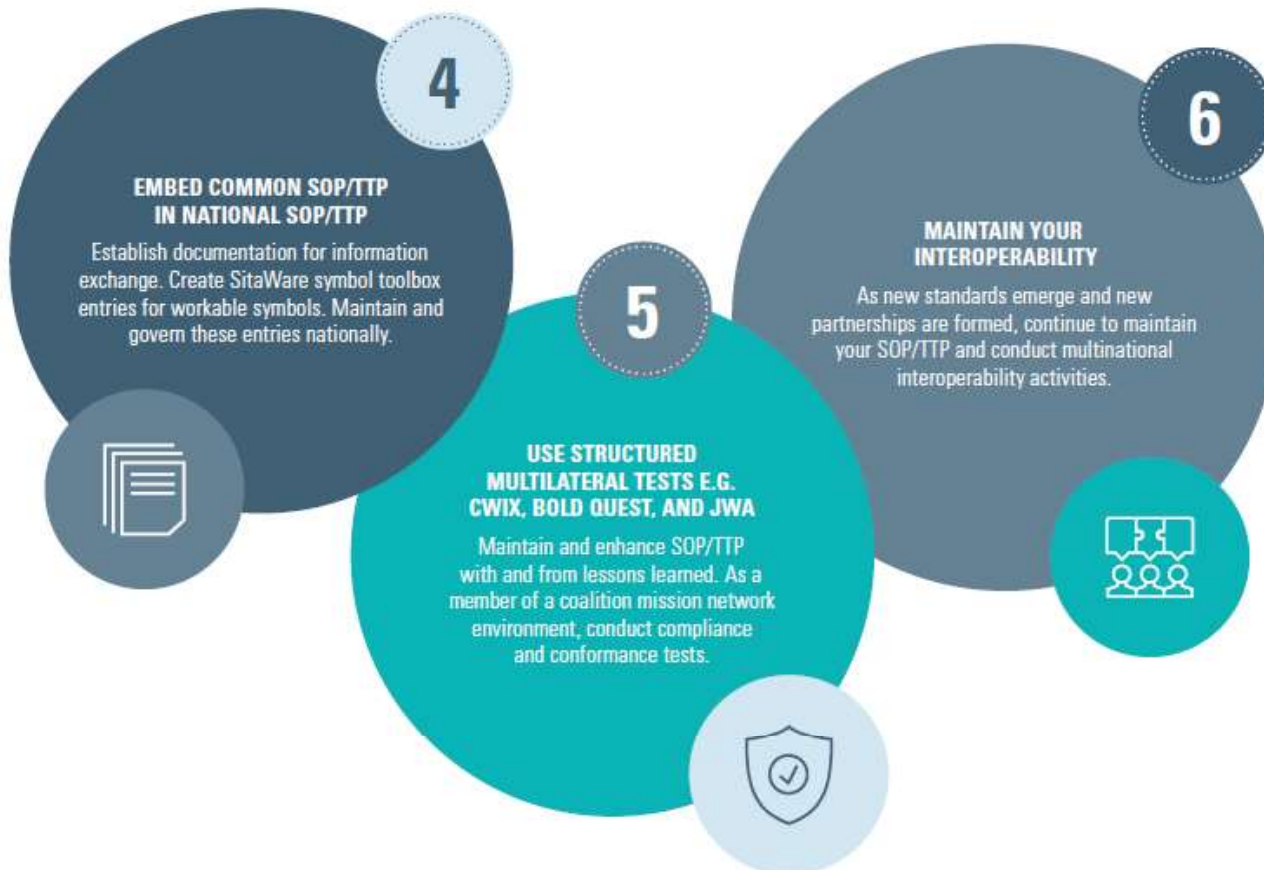 4
EMBED COMMON SOP/TTP
IN NATIONAL SOP/TTP
Establish documentation for information
exchange. Create SitaWare symbol toolbox
entries for workable symbols. Maintain and
govern these entries nationally.
5
USE STRUCTURED
MULTILATERAL TESTS E.G.
CWIX, BOLD QUEST, AND JWA
Maintain and enhance SOP/TTP
with and from lessons learned. As a
member of a coalition mission network
environment, conduct compliance
and conformance tests.
6
MAINTAIN YOUR
INTEROPERABILITY
As new standards emerge and new
partnerships are formed, continue to maintain
your SOP/TTP and conduct multinational
interoperability activities.